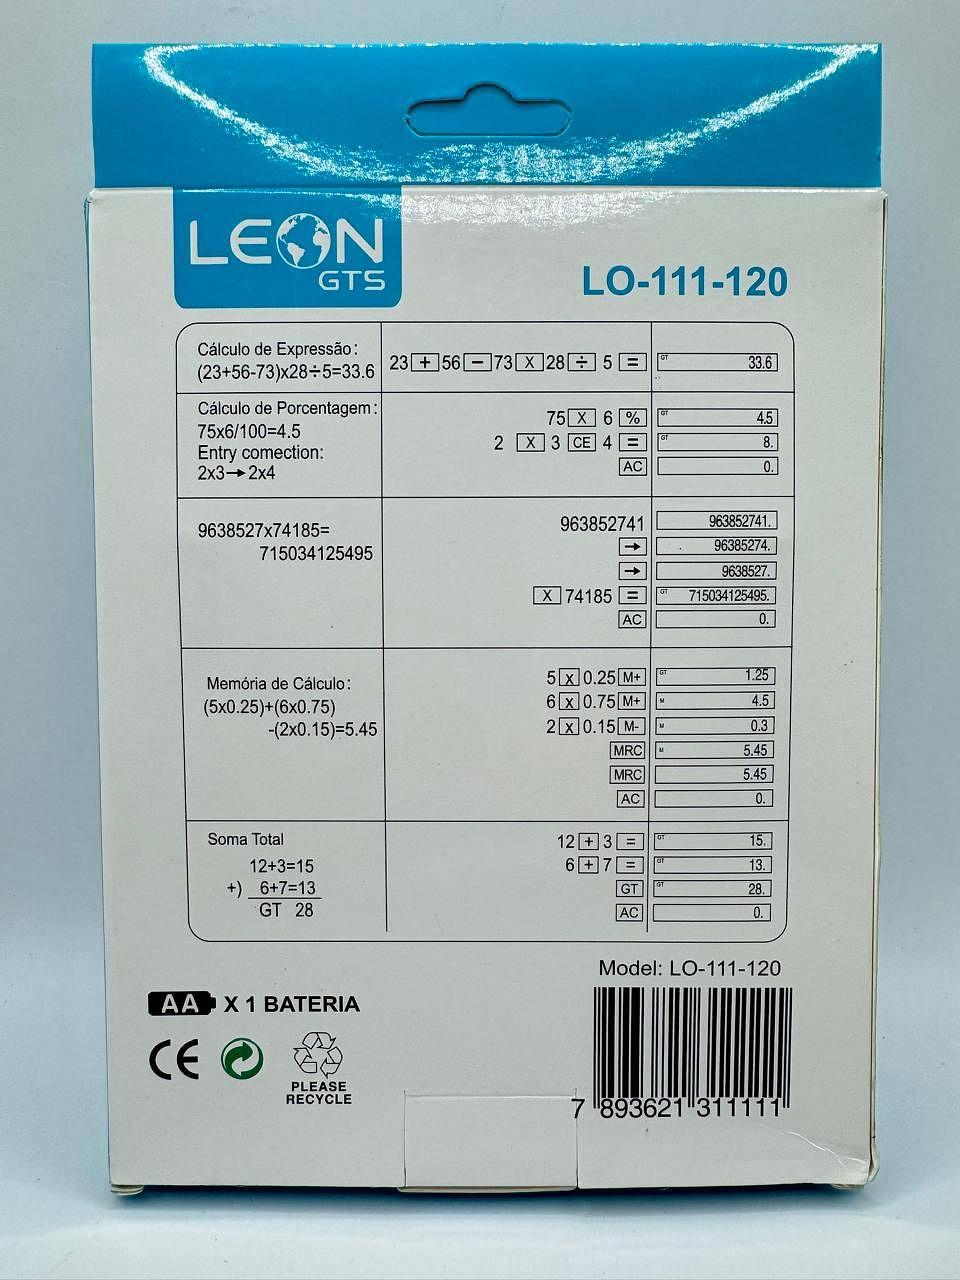 LEON
GTS
LO-111-120
Cálculo de Expressão:
(23+56-73)x28÷5=33.6
23 + 56 − 73 X 28 ÷ 5 =
GT 33.6
Cálculo de Porcentagem:
75x6/100=4.5
Entry comection:
2x3→2x4
75 X 6 %
GT 4.5
2 X 3 CE 4 =
GT 8.
AC
0.
9638527x74185=
715034125495
963852741
963852741.
→
96385274.
→
9638527.
X 74185 =
GT 715034125495.
AC
0.
Memória de Cálculo:
(5x0.25)+(6x0.75)
-(2x0.15)=5.45
5 x 0.25 M+
GT 1.25
6 x 0.75 M+
M 4.5
2 x 0.15 M-
M 0.3
MRC
M 5.45
MRC
5.45
AC
0.
Soma Total
12+3=15
+) 6+7=13
GT 28
12 + 3 =
GT 15.
6 + 7 =
GT 13.
GT
GT 28.
AC
0.
Model: LO-111-120
AA X 1 BATERIA
CE
PLEASE
RECYCLE
7 893621 311111